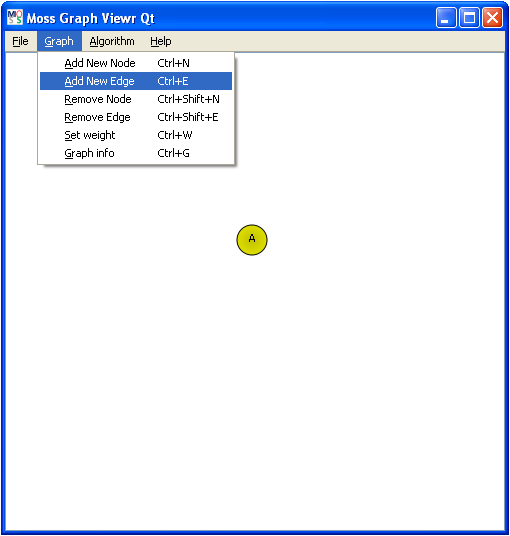 Moss Graph Viewr Qt
File Graph Algorithm Help
Add New Node Ctrl+N
Add New Edge Ctrl+E
Remove Node Ctrl+Shift+N
Remove Edge Ctrl+Shift+E
Set weight Ctrl+W
Graph info Ctrl+G
A